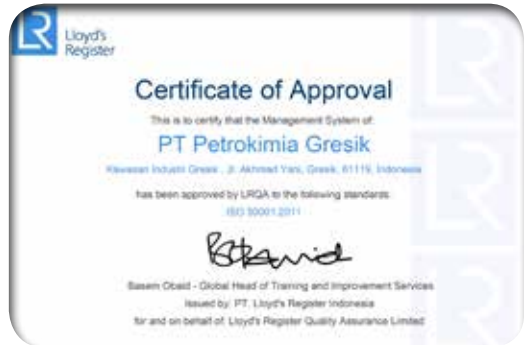 LR
Lloyd's
Register
Certificate of Approval
This is to certify that the Management System of:
PT Petrokimia Gresik
Kawasan Industri Gresik, Jl. Akhmad Yani, Gresik, 61119, Indonesia
has been approved by LRQA to the following standards:
ISO 50001:2011
Basem Obaid - Global Head of Training and Improvement Services
Issued by: PT. Lloyd's Register Indonesia
for and on behalf of: Lloyd's Register Quality Assurance Limited